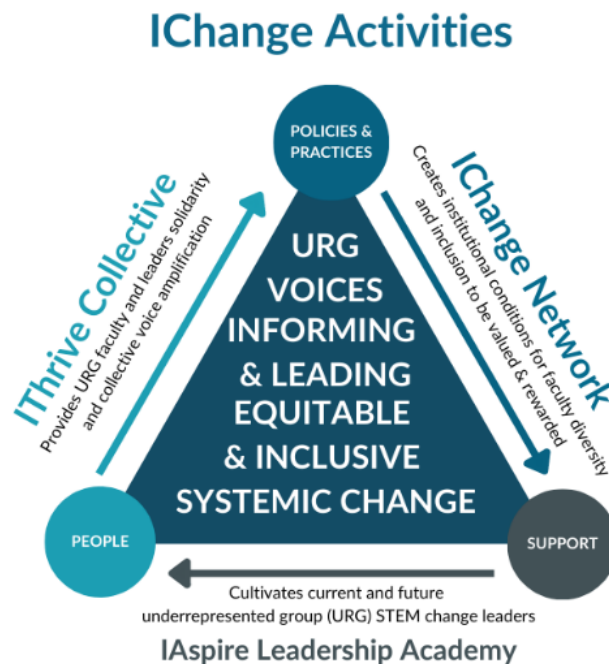 IChange Activities
POLICIES &
PRACTICES
IThrive Collective
Provides URG faculty and leaders solidarity
and collective voice amplification
IChange Network
Creates institutional conditions for faculty diversity
and inclusion to be valued & rewarded
URG
VOICES
INFORMING
& LEADING
EQUITABLE
& INCLUSIVE
SYSTEMIC CHANGE
PEOPLE
SUPPORT
Cultivates current and future
underrepresented group (URG) STEM change leaders
IAspire Leadership Academy